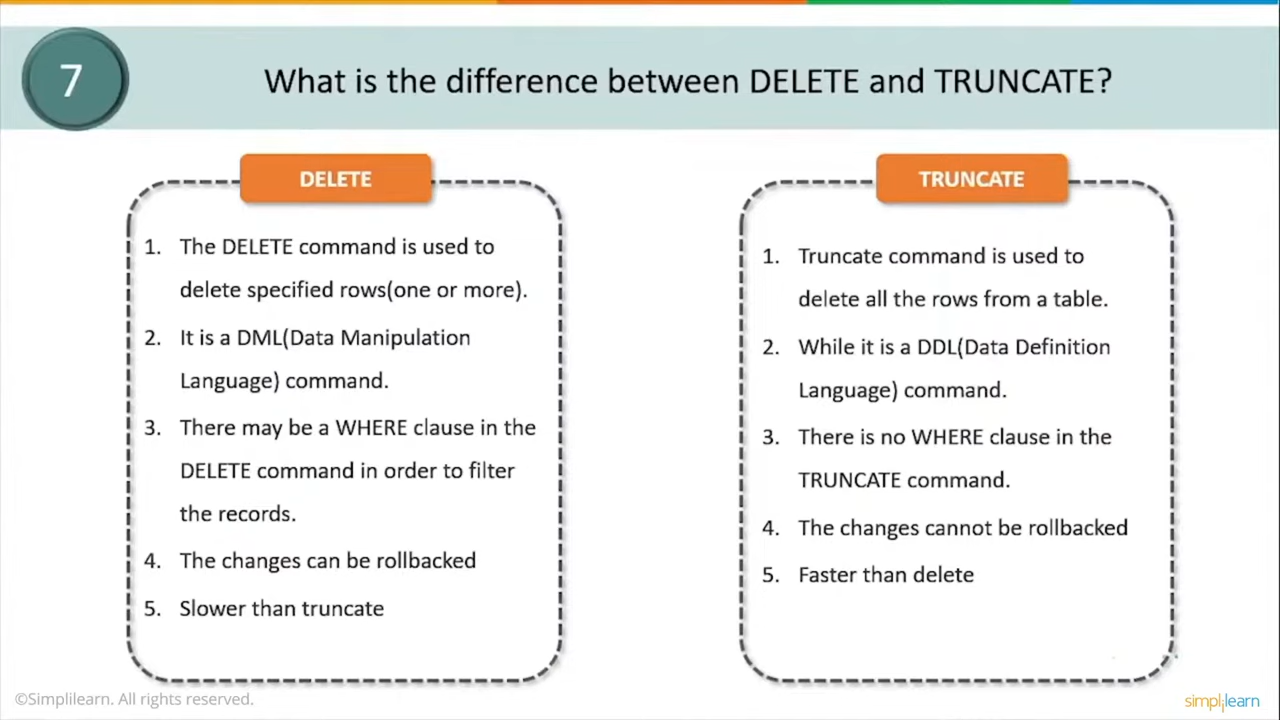 7
What is the difference between DELETE and TRUNCATE?
DELETE
1. The DELETE command is used to
delete specified rows(one or more).
2. It is a DML(Data Manipulation
Language) command.
3. There may be a WHERE clause in the
DELETE command in order to filter
the records.
4. The changes can be rollbacked
5. Slower than truncate
TRUNCATE
1. Truncate command is used to
delete all the rows from a table.
2. While it is a DDL(Data Definition
Language) command.
3. There is no WHERE clause in the
TRUNCATE command.
4. The changes cannot be rollbacked
5. Faster than delete
©Simplilearn. All rights reserved.
simplilearn